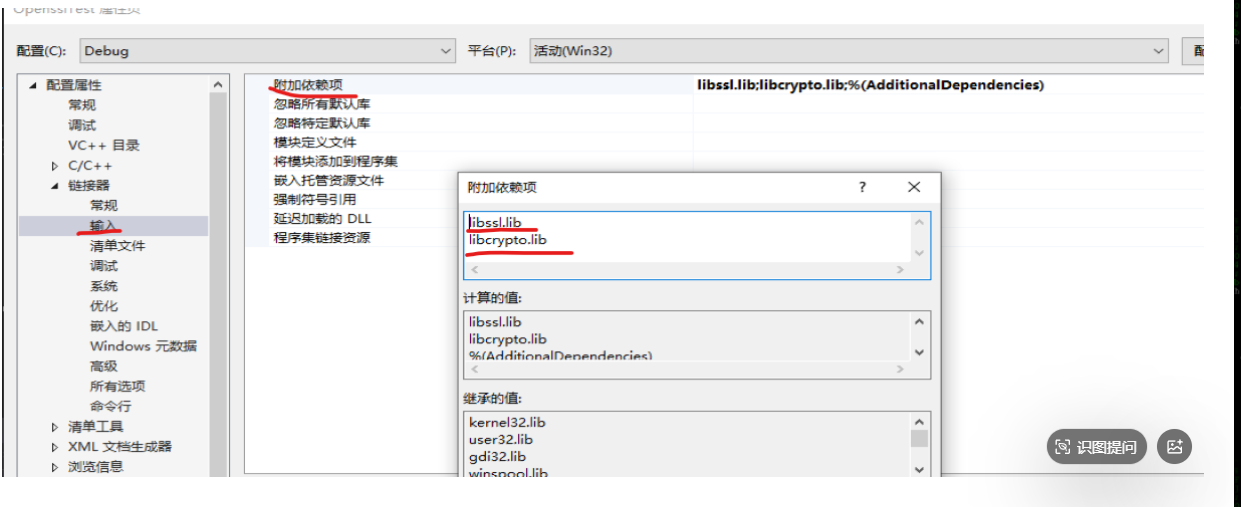 OpensslTest 属性页
配置(C): Debug 平台(P): 活动(Win32)
配置属性
常规
调试
VC++ 目录
C/C++
链接器
常规
输入
清单文件
调试
系统
优化
嵌入的 IDL
Windows 元数据
高级
所有选项
命令行
清单工具
XML 文档生成器
浏览信息
附加依赖项 libssl.lib;libcrypto.lib;%(AdditionalDependencies)
忽略所有默认库
忽略特定默认库
模块定义文件
将模块添加到程序集
嵌入托管资源文件
强制符号引用
延迟加载的 DLL
程序集链接资源
附加依赖项 ?
libssl.lib
libcrypto.lib
计算的值:
libssl.lib
libcrypto.lib
%(AdditionalDependencies)
继承的值:
kernel32.lib
user32.lib
gdi32.lib
winspool.lib
识图提问